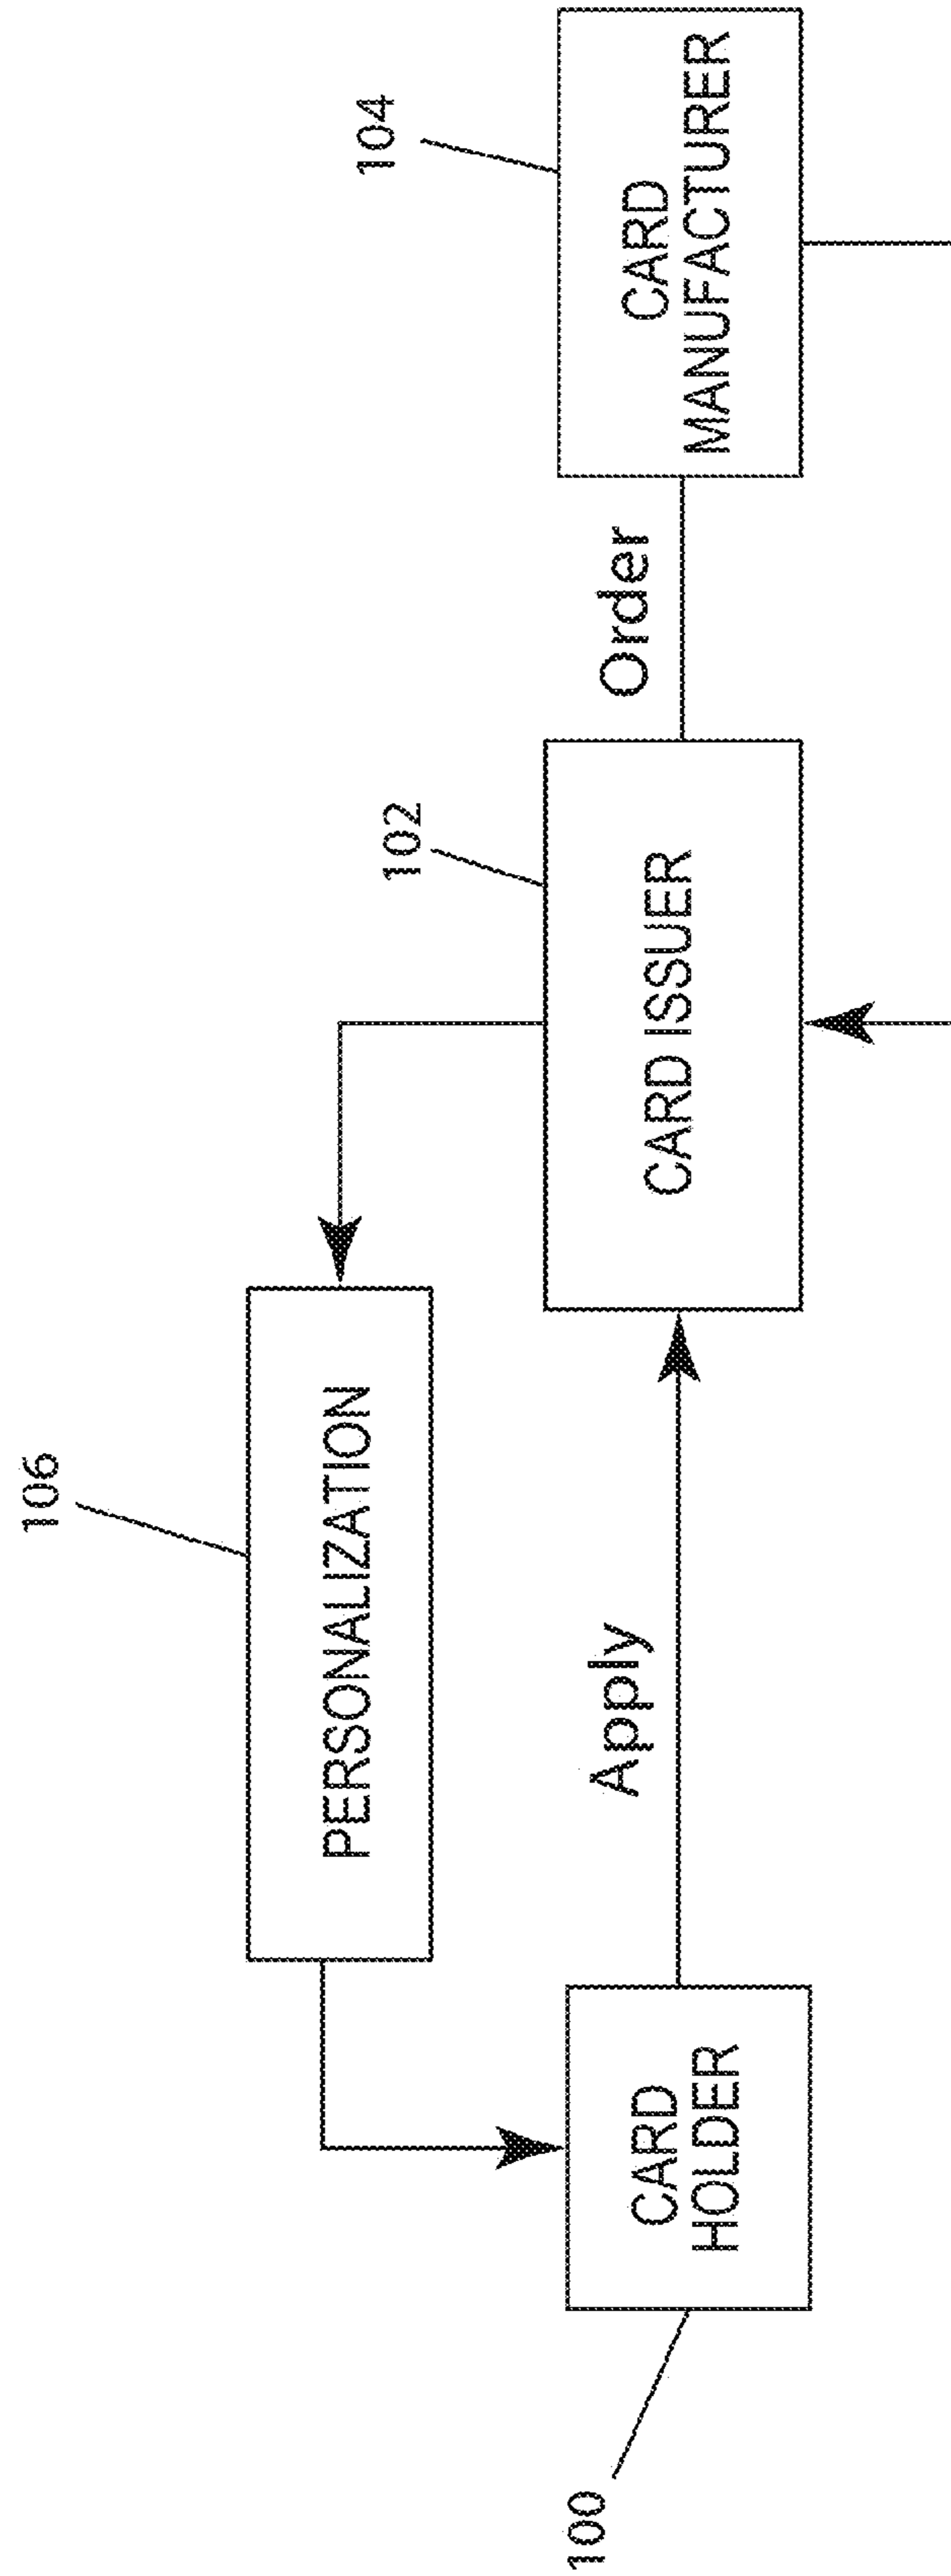 106
104
102
PERSONALIZATION
Apply
Order
CARD
HOLDER
CARD ISSUER
CARD
MANUFACTURER
100